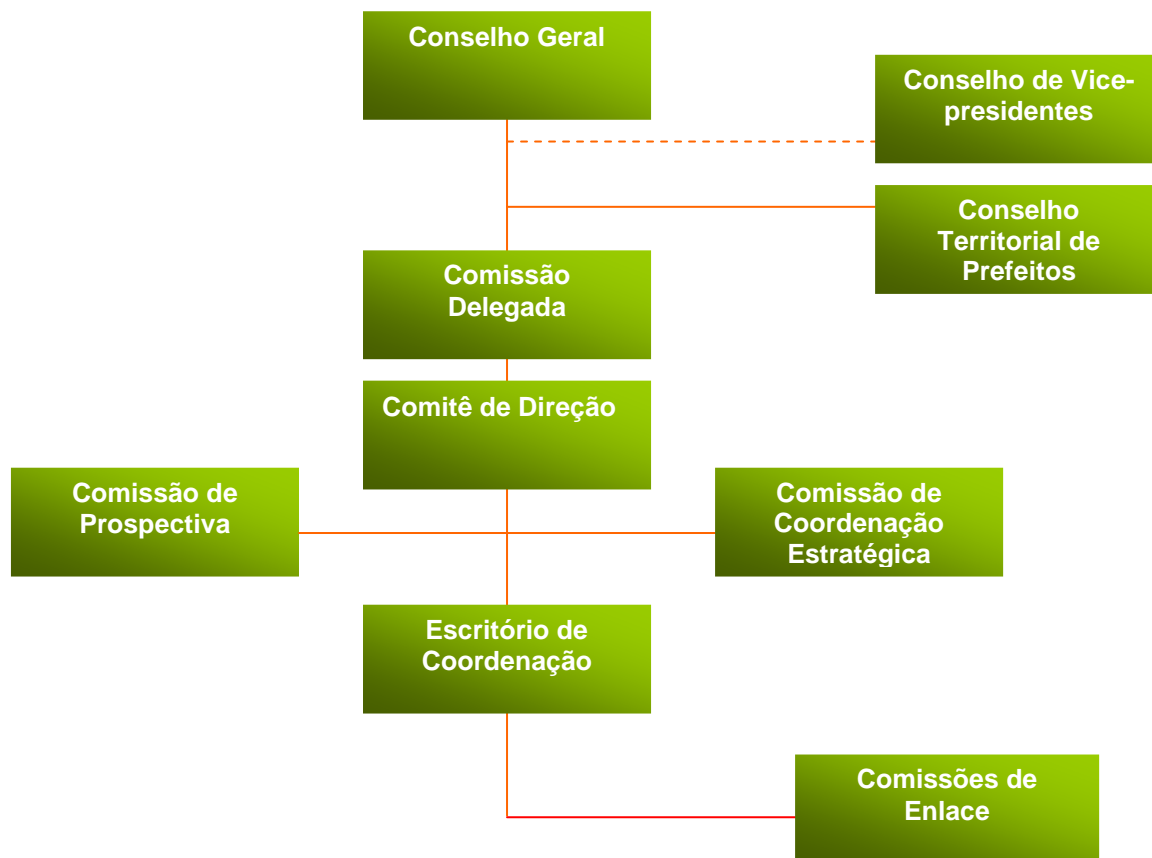 Conselho Geral
Conselho de Vice-
presidentes
Conselho
Territorial de
Prefeitos
Comissão
Delegada
Comitê de Direção
Comissão de
Prospectiva
Comissão de
Coordenação
Estratégica
Escritório de
Coordenação
Comissões de
Enlace